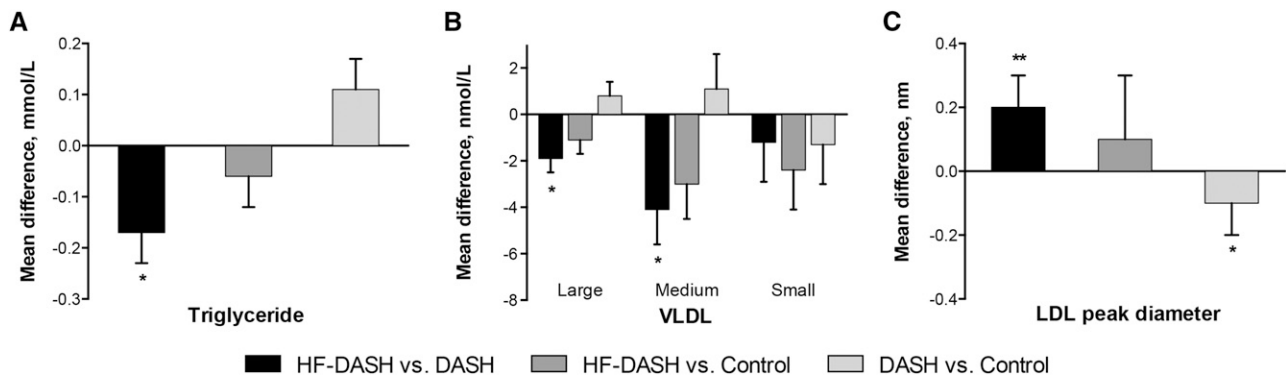 A
Mean difference, mmol/L
0.2
0.1
0.0
-0.1
-0.2
-0.3
*
Triglyceride
B
Mean difference, nmol/L
2
0
-2
-4
-6
-8
*
*
Large Medium Small
VLDL
C
Mean difference, nm
0.4
0.2
0.0
-0.2
-0.4
**
*
LDL peak diameter
HF-DASH vs. DASH HF-DASH vs. Control DASH vs. Control